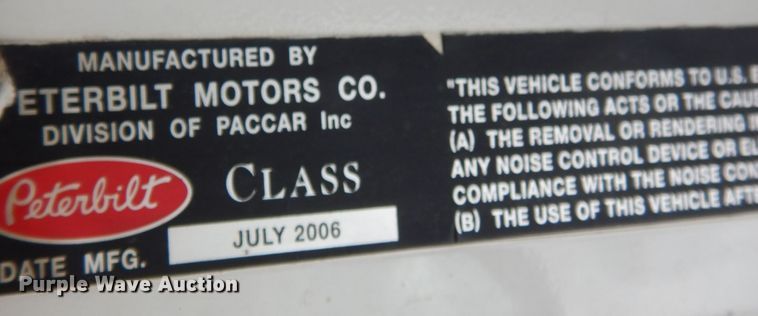 MANUFACTURED BY
ETERBILT MOTORS CO.
DIVISION OF PACCAR Inc
Peterbilt CLASS
JULY 2006
DATE MFG.
"THIS VEHICLE CONFORMS TO U.S. E
THE FOLLOWING ACTS OR THE CAU
(A) THE REMOVAL OR RENDERING I
ANY NOISE CONTROL DEVICE OR EL
COMPLIANCE WITH THE NOISE CON
(B) THE USE OF THIS VEHICLE AFTE
Purple Wave Auction